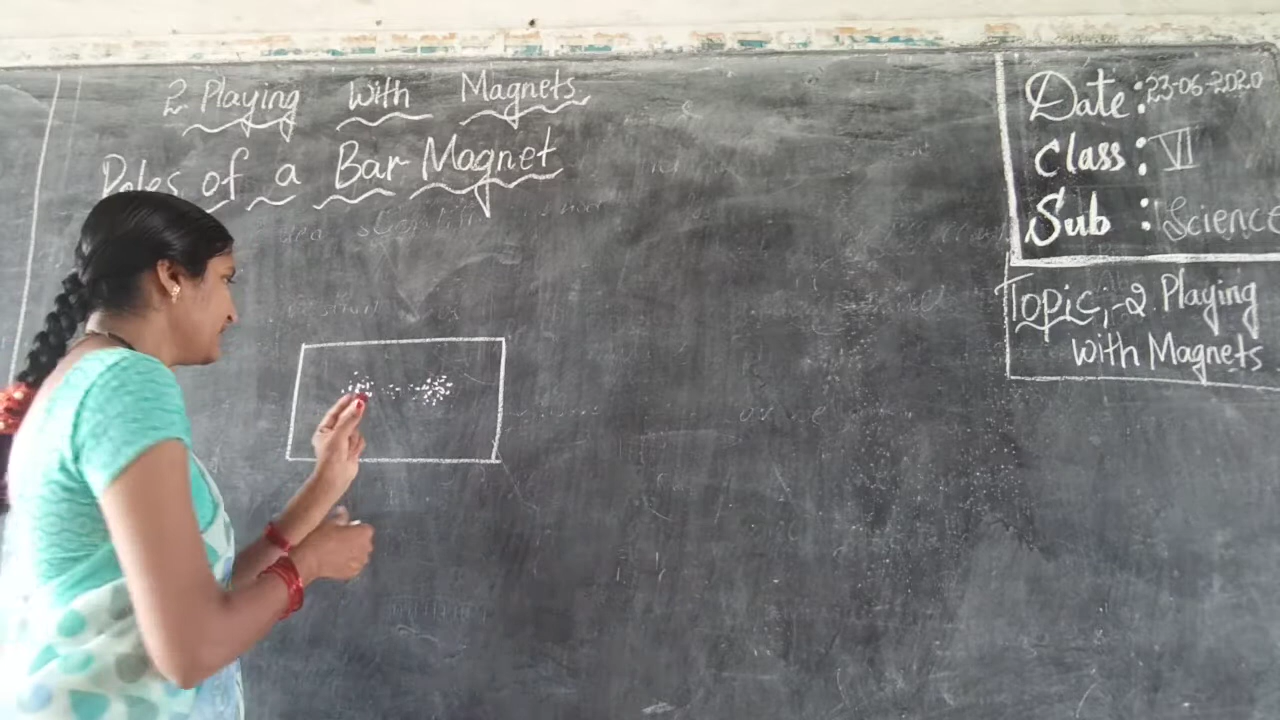 2. Playing With Magnets
Poles of a Bar Magnet
Date: 23-06-2020
Class: VI
Sub : Science
Topic:-2. Playing
With Magnets